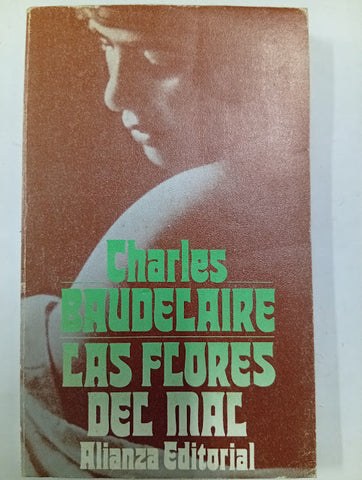 Charles
BAUDELAIRE
LAS FLORES
DEL MAL
Alianza Editorial